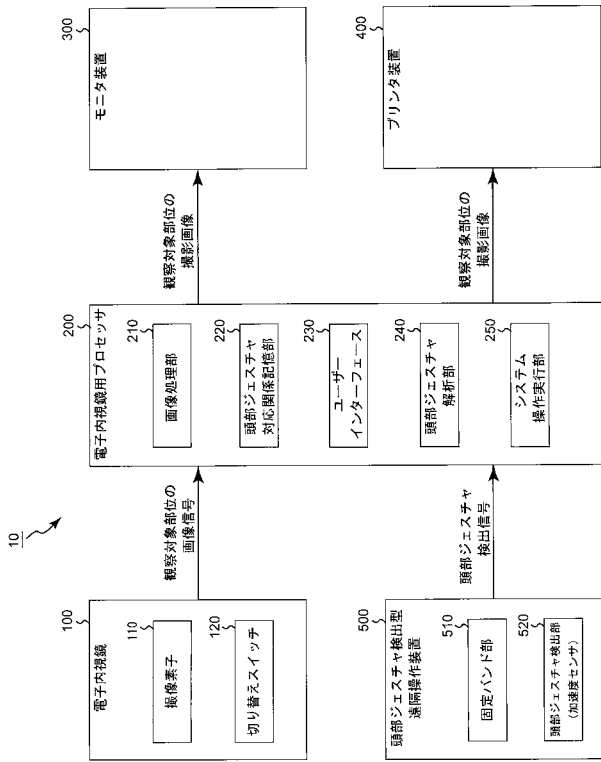 10
100
電子内視鏡
110
撮像素子
120
切り替えスイッチ
観察対象部位の
画像信号
200
電子内視鏡用プロセッサ
210
画像処理部
220
頭部ジェスチャ
対応関係記憶部
230
ユーザー
インターフェース
240
頭部ジェスチャ
解析部
250
システム
操作実行部
観察対象部位の
撮影画像
300
モニタ装置
500
頭部ジェスチャ検出型
遠隔操作装置
510
固定バンド部
520
頭部ジェスチャ検出部
(加速度センサ)
頭部ジェスチャ
検出信号
観察対象部位の
撮影画像
400
プリンタ装置